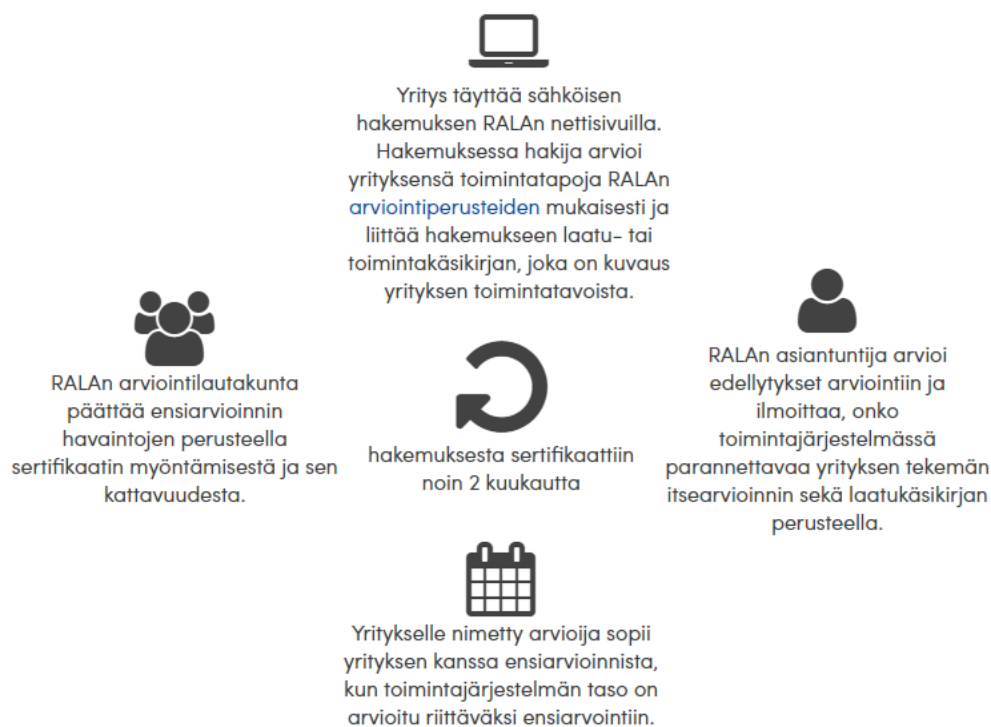 Yritys täyttää sähköisen
hakemuksen RALAn nettisivuilla.
Hakemuksessa hakija arvioi
yrityksensä toimintatapoja RALAn
arviointiperusteiden mukaisesti ja
liittää hakemukseen laatu- tai
toimintakäsikirjan, joka on kuvaus
yrityksen toimintatavoista.
RALAn asiantuntija arvioi
edellytykset arviointiin ja
ilmoittaa, onko
toimintajärjestelmässä
parannettavaa yrityksen tekemän
itsearvioinnin sekä laatukäsikirjan
perusteella.
Yritykselle nimetty arvioija sopii
yrityksen kanssa ensiarvioinnista,
kun toimintajärjestelmän taso on
arvioitu riittäväksi ensiarvointiin.
RALAn arviointilautakunta
päättää ensiarvioinnin
havaintojen perusteella
sertifikaatin myöntämisestä ja sen
kattavuudesta.
hakemuksesta sertifikaattiin
noin 2 kuukautta